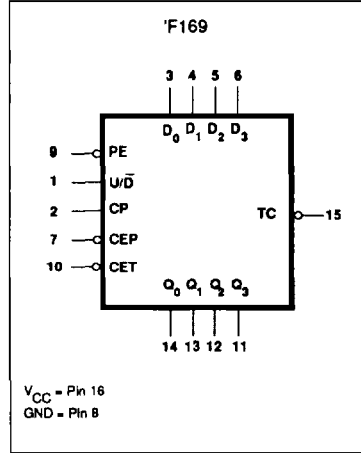 'F169
3 4 5 6
D0 D1 D2 D3
9 PE
1 U/D̅
2 CP
TC 15
7 CEP
10 CET
Q0 Q1 Q2 Q3
14 13 12 11
VCC = Pin 16
GND = Pin 8